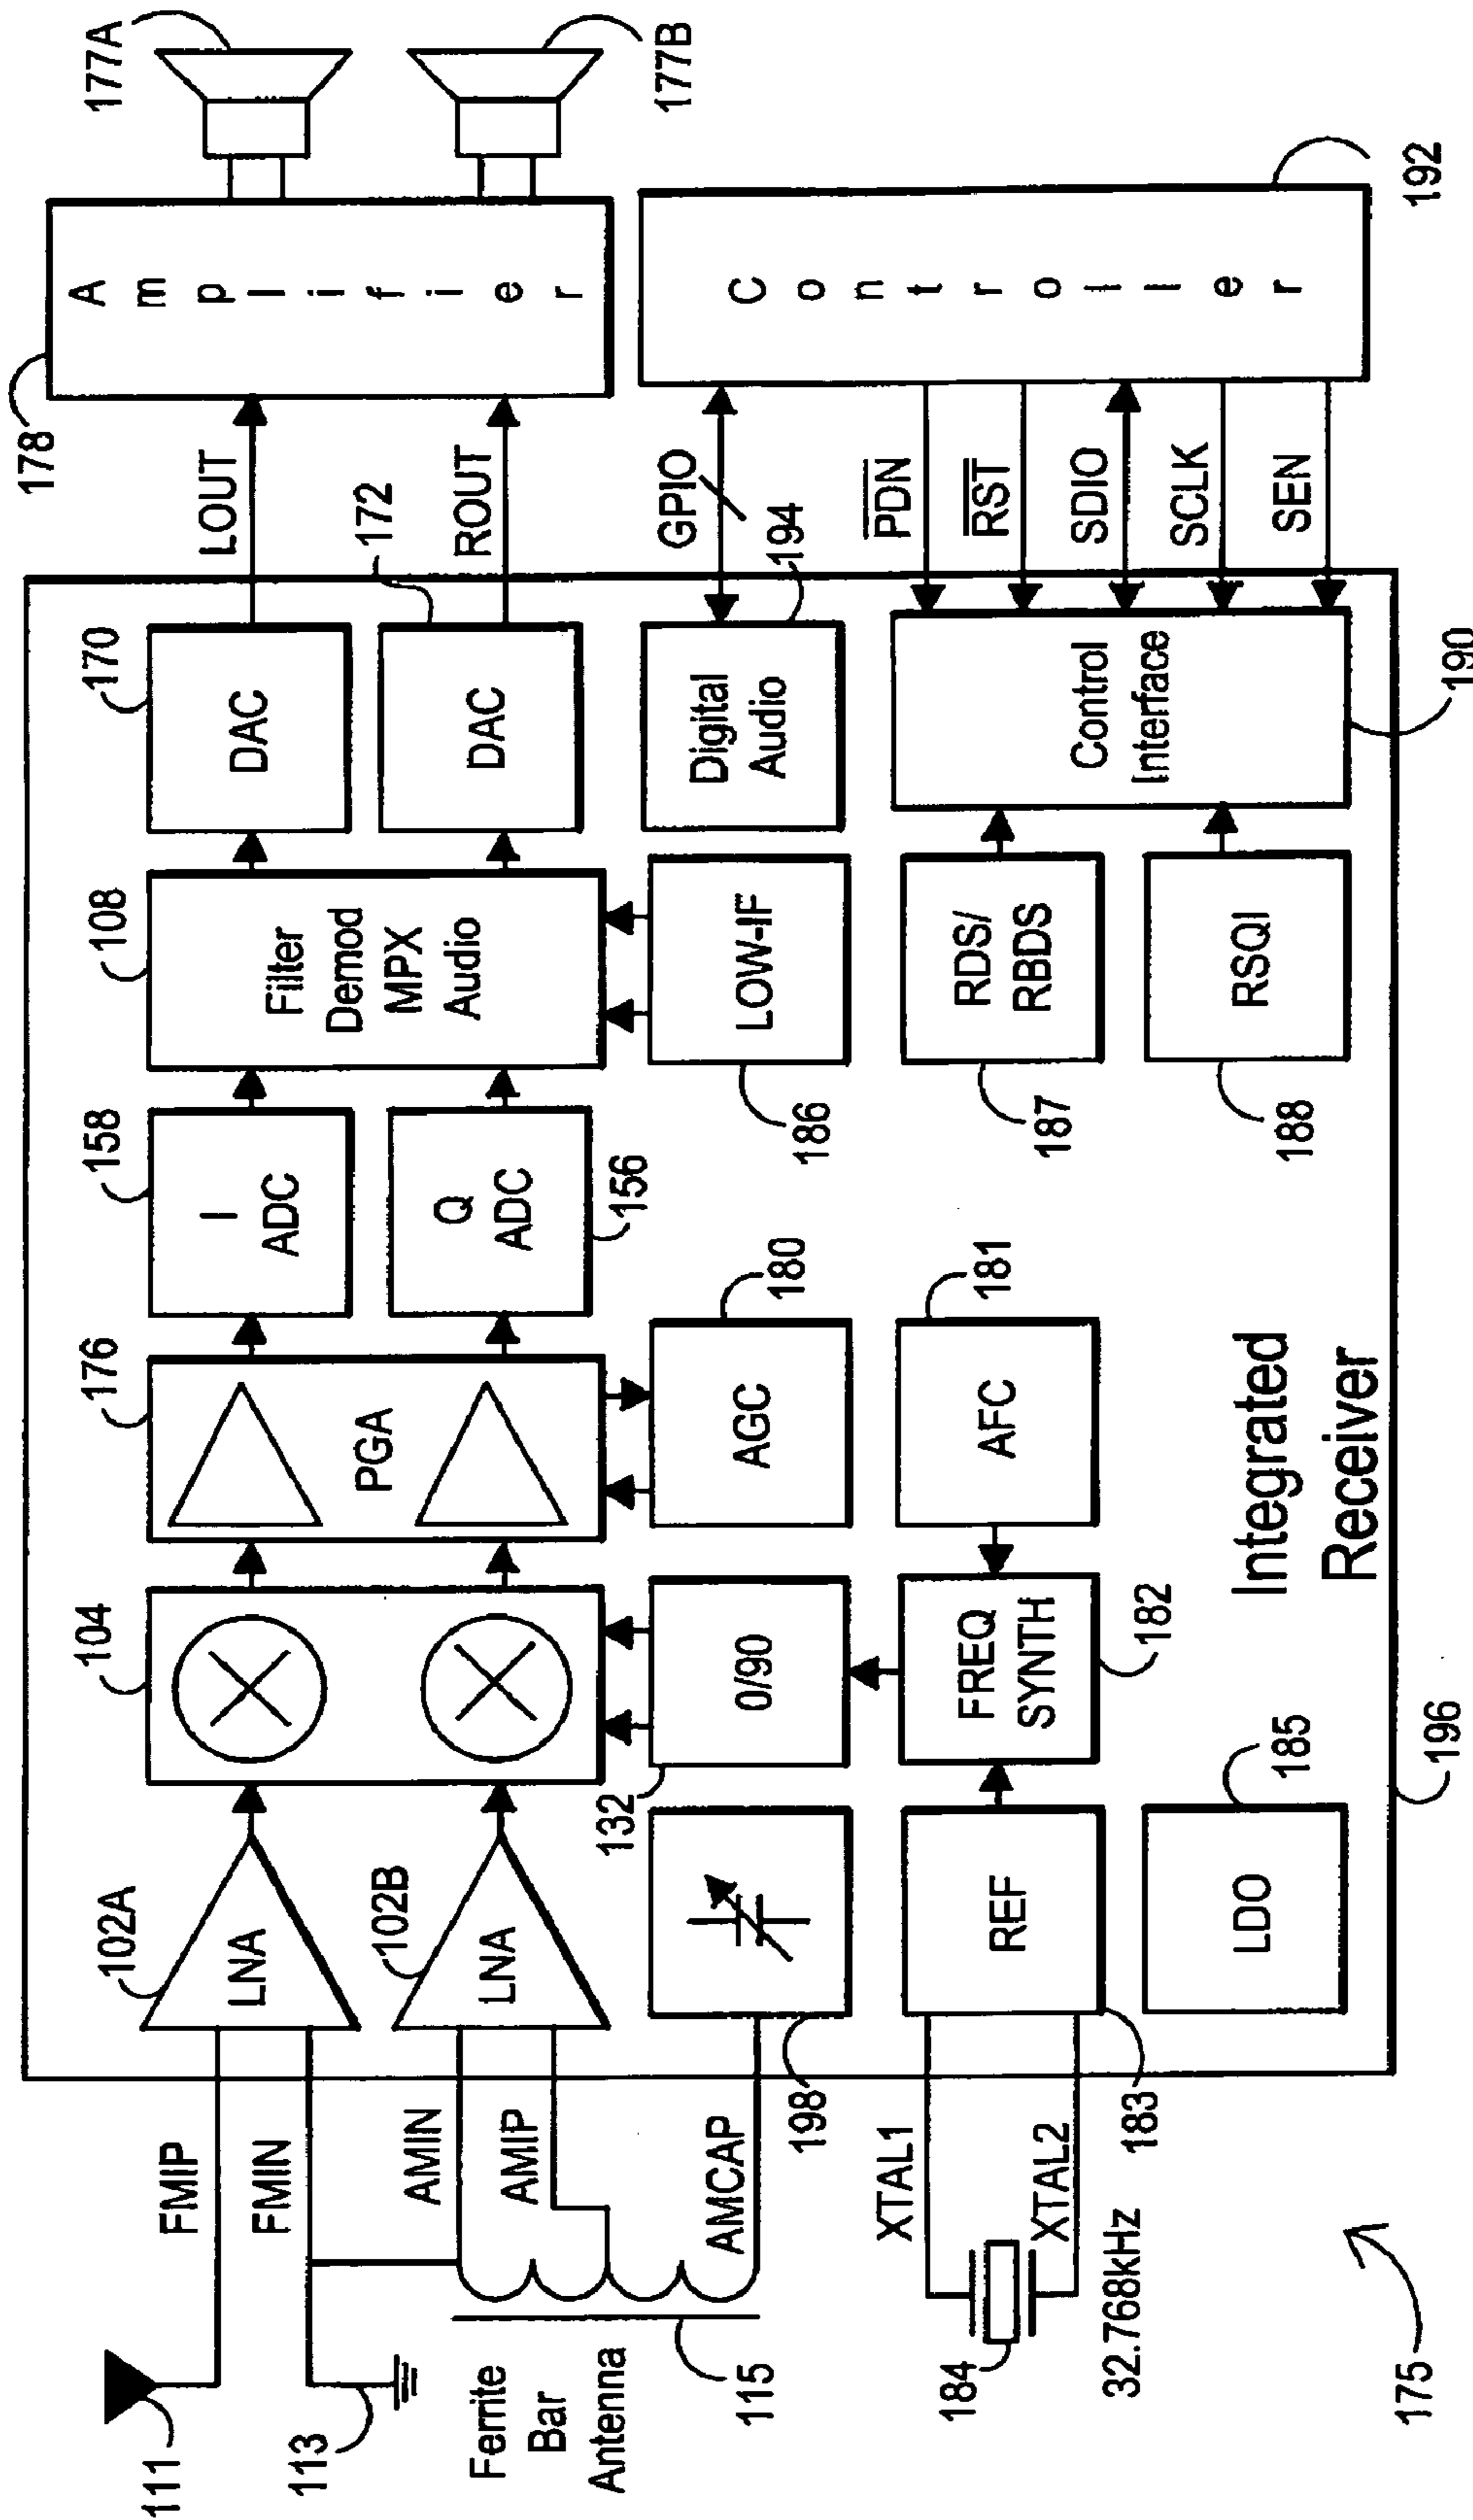 178
LOUT
177A
170
DAC
108
Filter
Demod
MPX
Audio
158
I
ADC
176
PGA
104
102A
LNA
FMIP
FMIN
111
113
Amplifier
172
ROUT
177B
DAC
Q
ADC
156
102B
LNA
AMIN
AMIP
Ferrite
Bar
Antenna
115
GPIO
194
Digital
Audio
LOW-IF
186
AGC
180
0/90
132
198
AMCAP
Controller
192
PDN
RST
SDIO
SCLK
SEN
Control
Interface
190
RDS/
RBDS
187
RSQI
188
AFC
181
FREQ
SYNTH
182
REF
183
XTAL1
XTAL2
184
32.768kHz
LDO
185
Integrated
Receiver
196
175